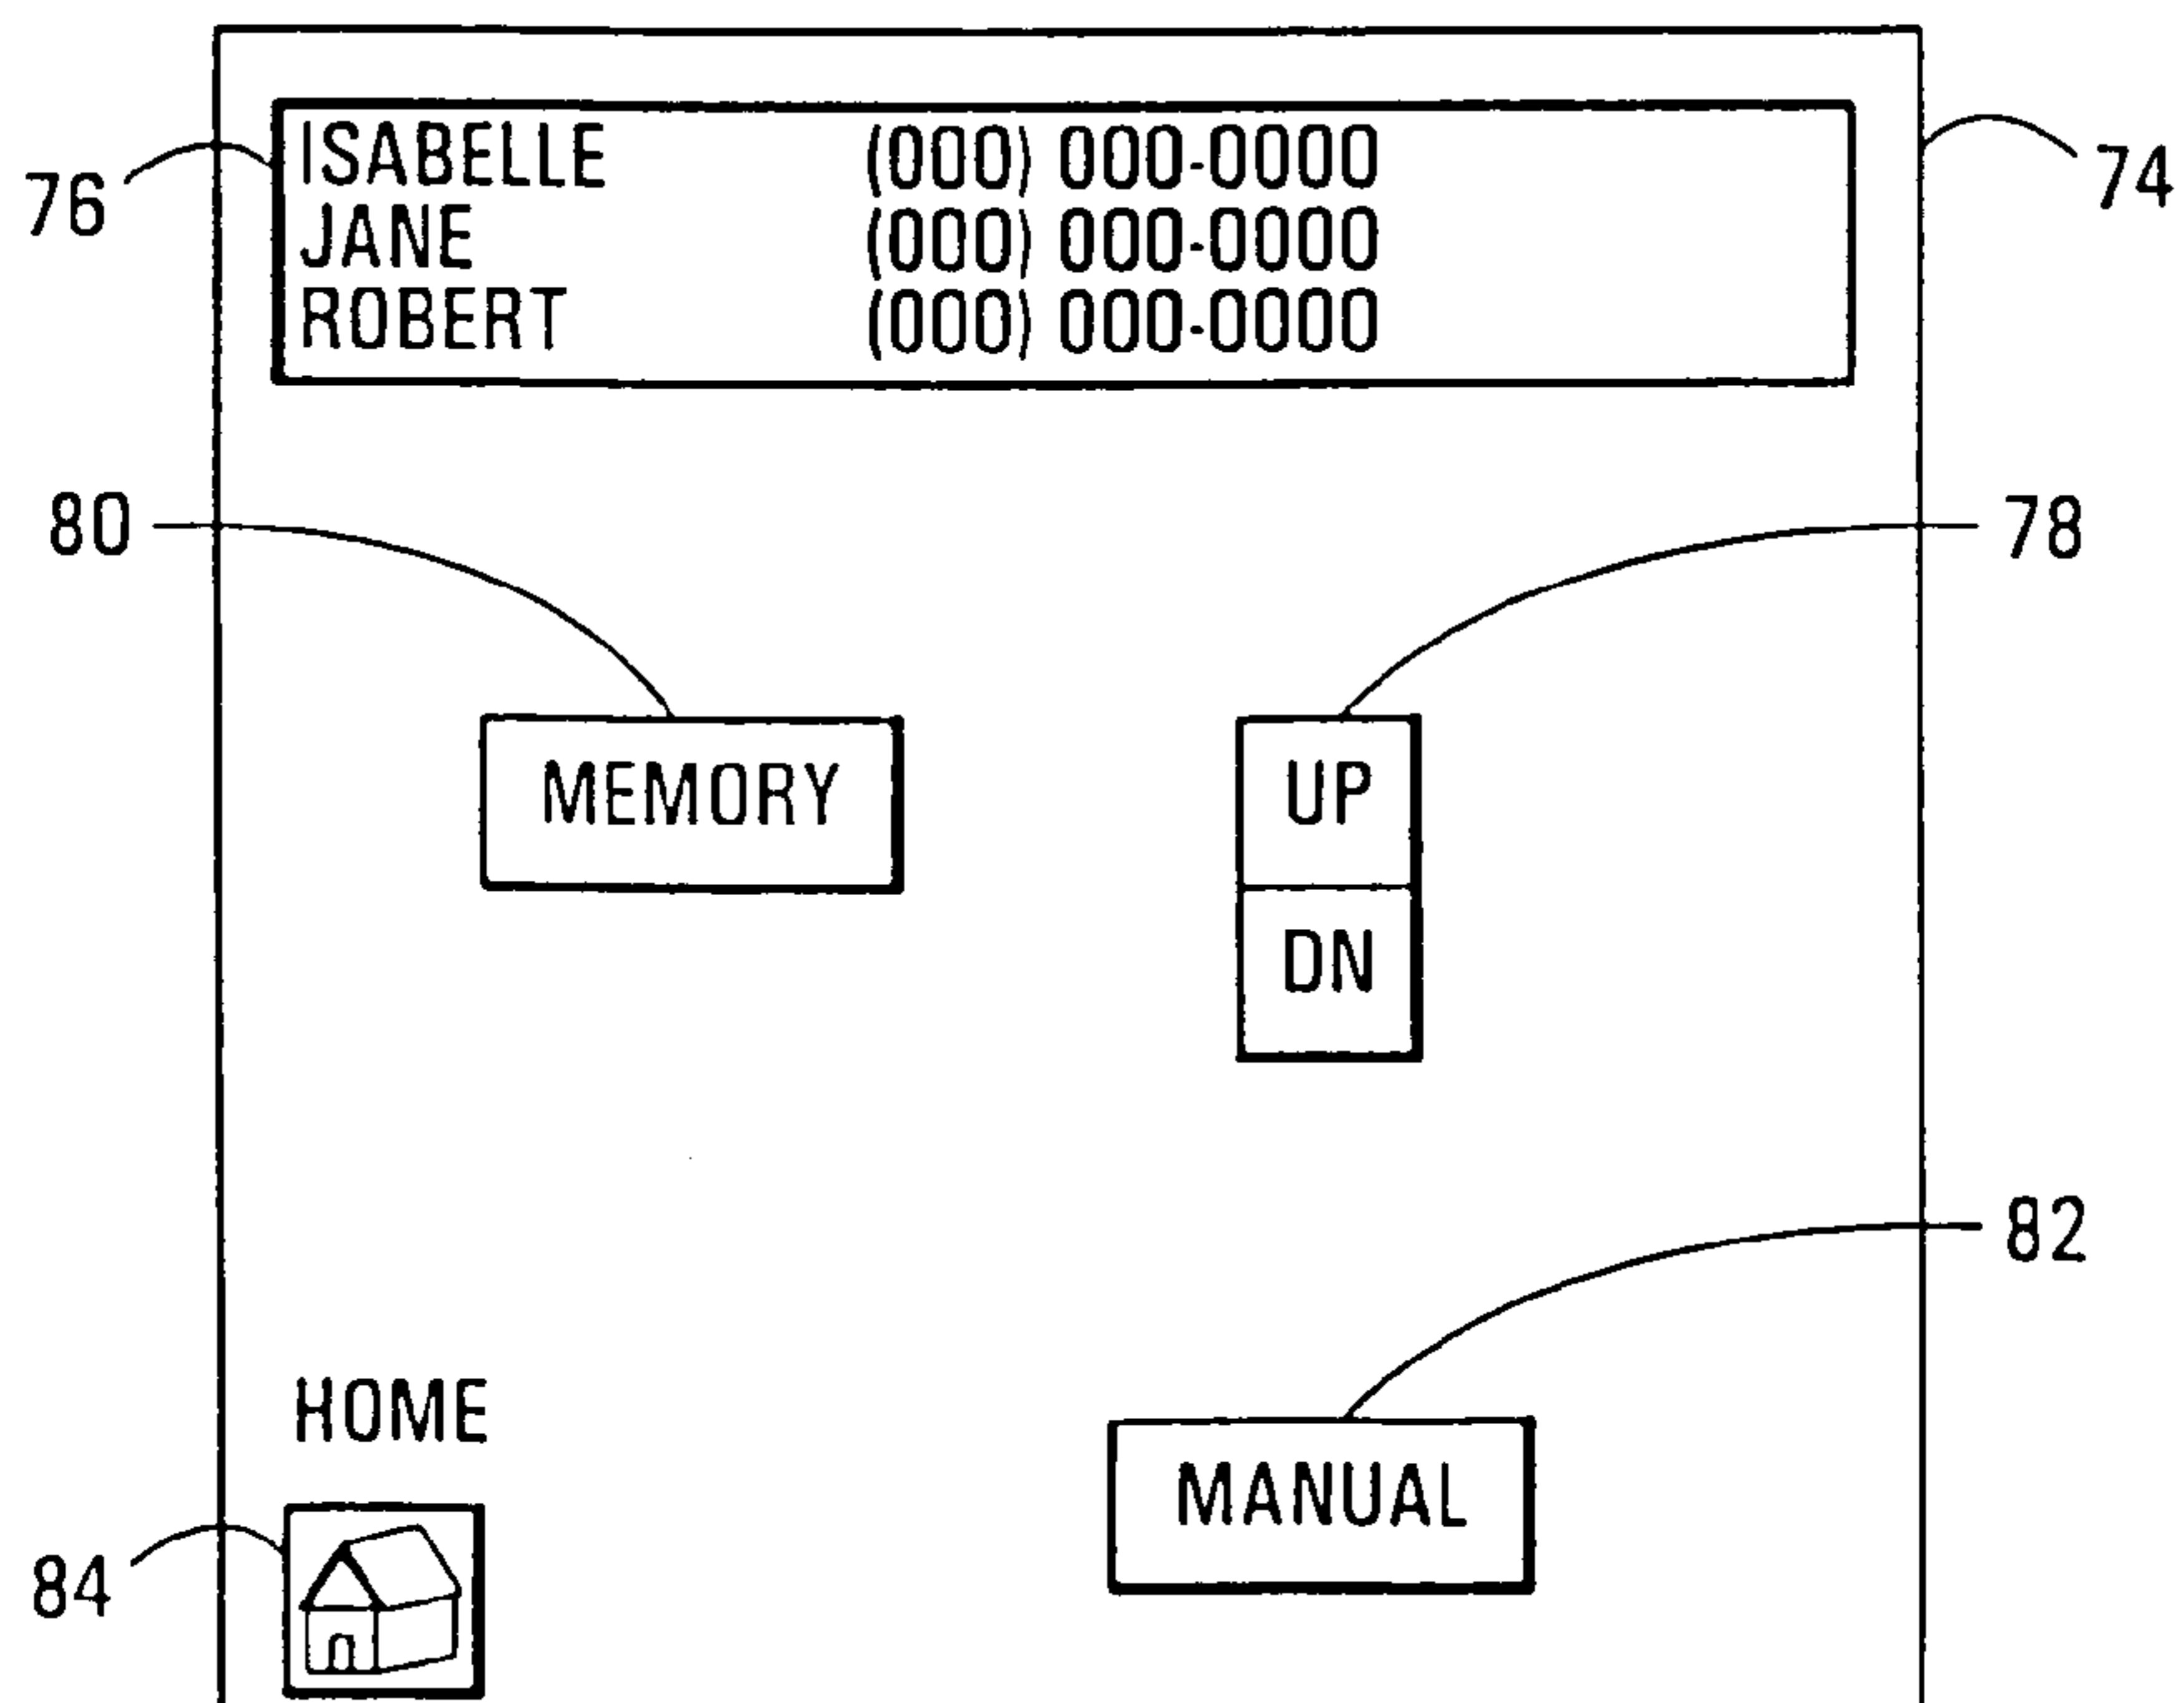 ISABELLE (000) 000-0000
76 74
JANE (000) 000-0000
ROBERT (000) 000-0000
80 78
MEMORY UP
DN
82
HOME
MANUAL
84